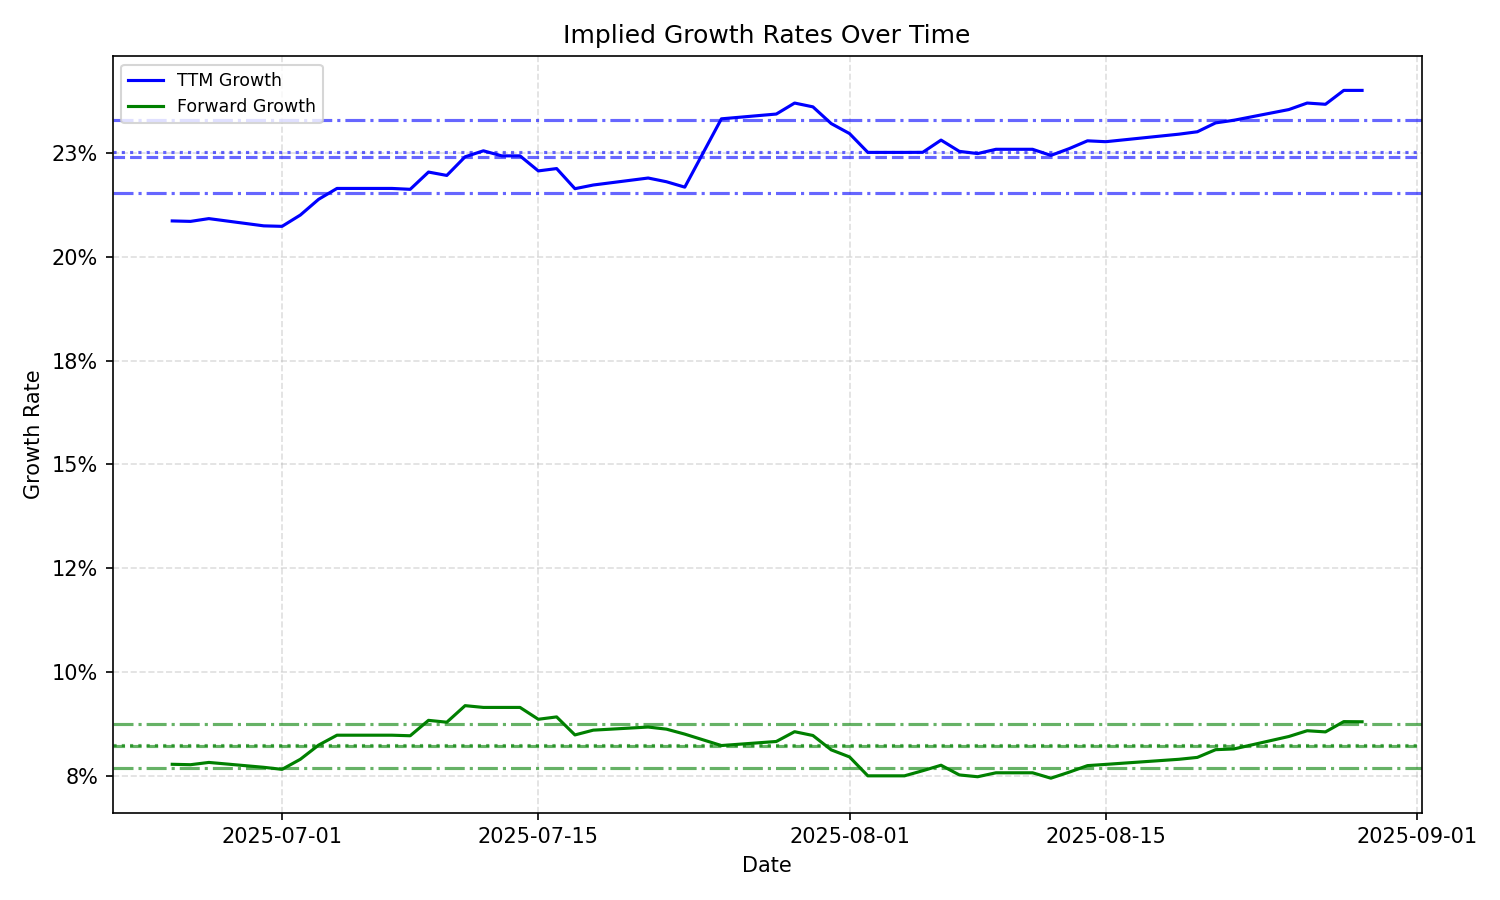 Implied Growth Rates Over Time
TTM Growth
Forward Growth
23%
20%
18%
15%
12%
10%
8%
Growth Rate
2025-07-01
2025-07-15
2025-08-01
2025-08-15
2025-09-01
Date